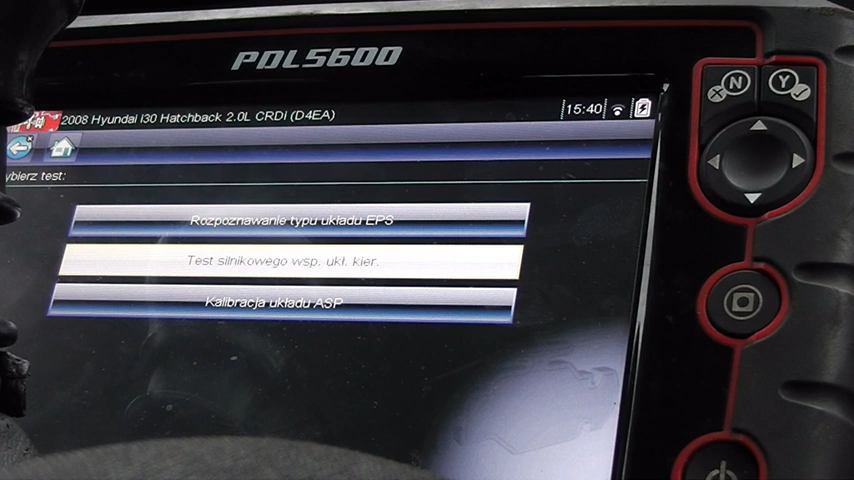 PDL5600
2008 Hyundai I30 Hatchback 2.0L CRDI (D4EA)
15:40
N
Y
ybierz test:
Rozpoznawanie typu układu EPS
Test silnikowego wsp. ukł. kier.
Kalibracja układu ASP